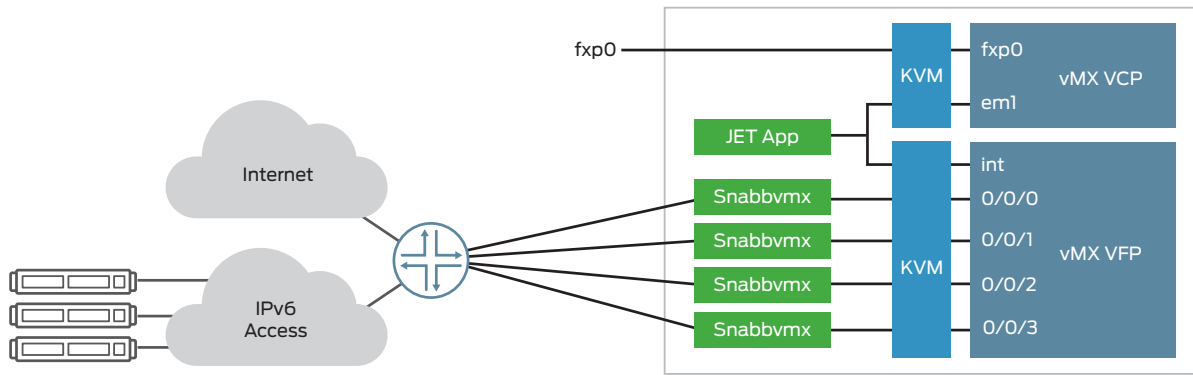 Internet
IPv6
Access
fxp0
KVM
fxp0
em1
vMX VCP
JET App
Snabbvmx
Snabbvmx
Snabbvmx
Snabbvmx
KVM
int
0/0/0
0/0/1
0/0/2
0/0/3
vMX VFP